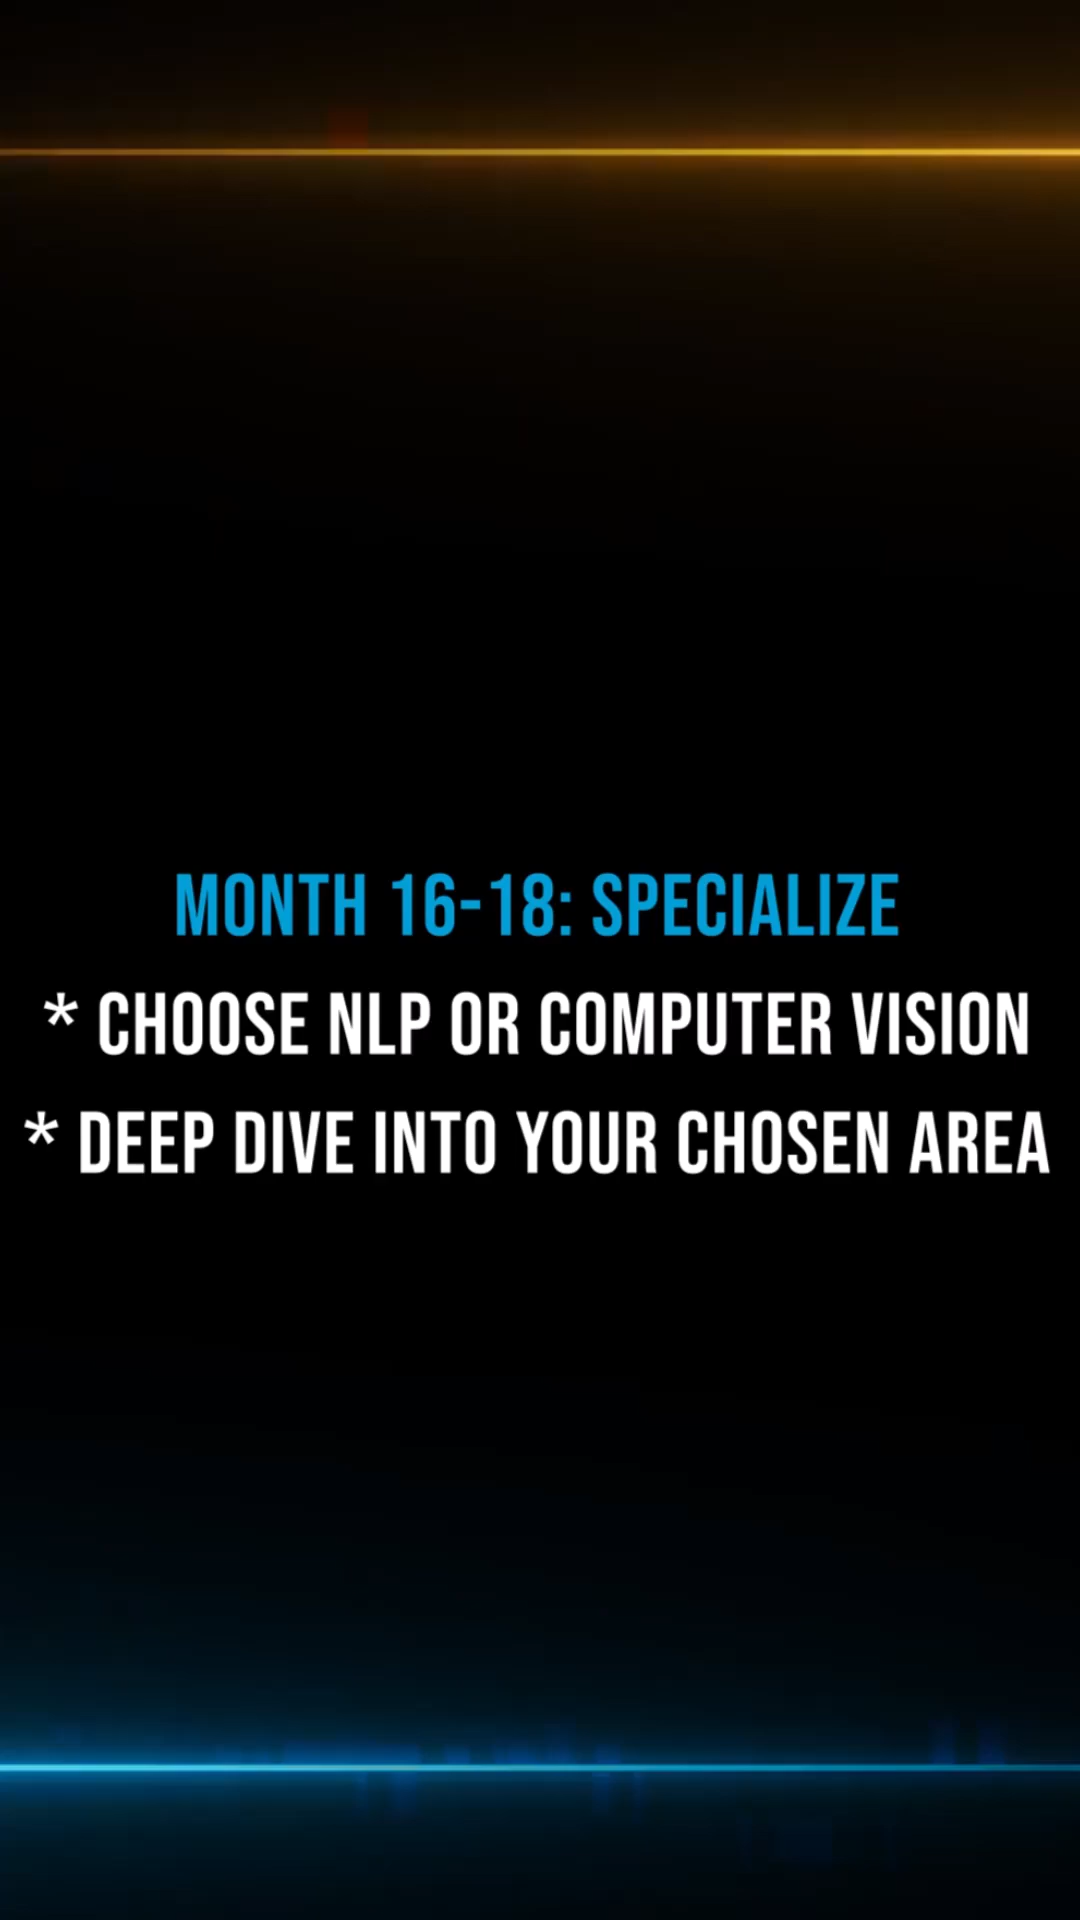 MONTH 16-18: SPECIALIZE
* CHOOSE NLP OR COMPUTER VISION
* DEEP DIVE INTO YOUR CHOSEN AREA